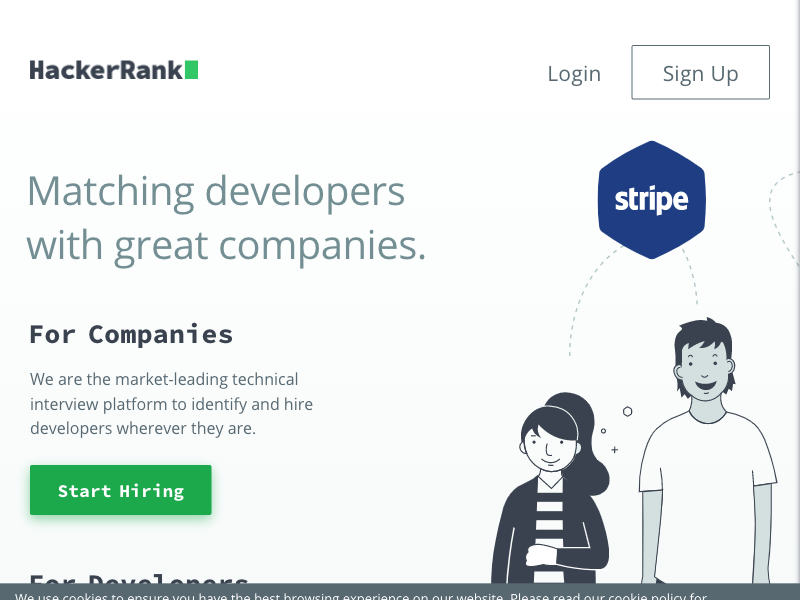 HackerRank
Login
Sign Up
stripe
Matching developers
with great companies.
For Companies
We are the market-leading technical
interview platform to identify and hire
developers wherever they are.
Start Hiring
For Developers
We use cookies to ensure you have the best browsing experience on our website. Please read our cookie policy for